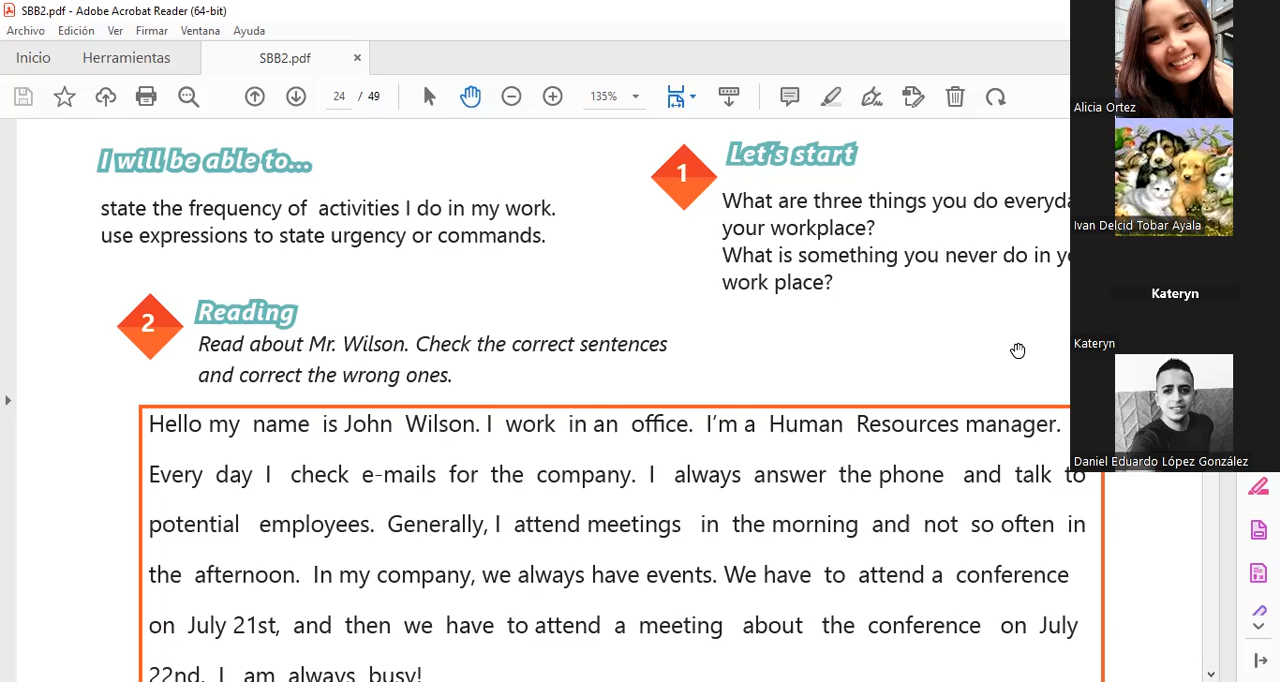 SBB2.pdf - Adobe Acrobat Reader (64-bit)
Archivo Edición Ver Firmar Ventana Ayuda
Inicio Herramientas SBB2.pdf ×
24 / 49 135%
I will be able to...
state the frequency of activities I do in my work.
use expressions to state urgency or commands.
1 Let's start
What are three things you do everyda
your workplace?
What is something you never do in yo
work place?
2 Reading
Read about Mr. Wilson. Check the correct sentences
and correct the wrong ones.
Hello my name is John Wilson. I work in an office. I'm a Human Resources manager.
Every day I check e-mails for the company. I always answer the phone and talk to
potential employees. Generally, I attend meetings in the morning and not so often in
the afternoon. In my company, we always have events. We have to attend a conference
on July 21st, and then we have to attend a meeting about the conference on July
22nd. I am always busy!
Alicia Ortez
Ivan Delcid Tobar Ayala
Kateryn
Kateryn
Daniel Eduardo López González